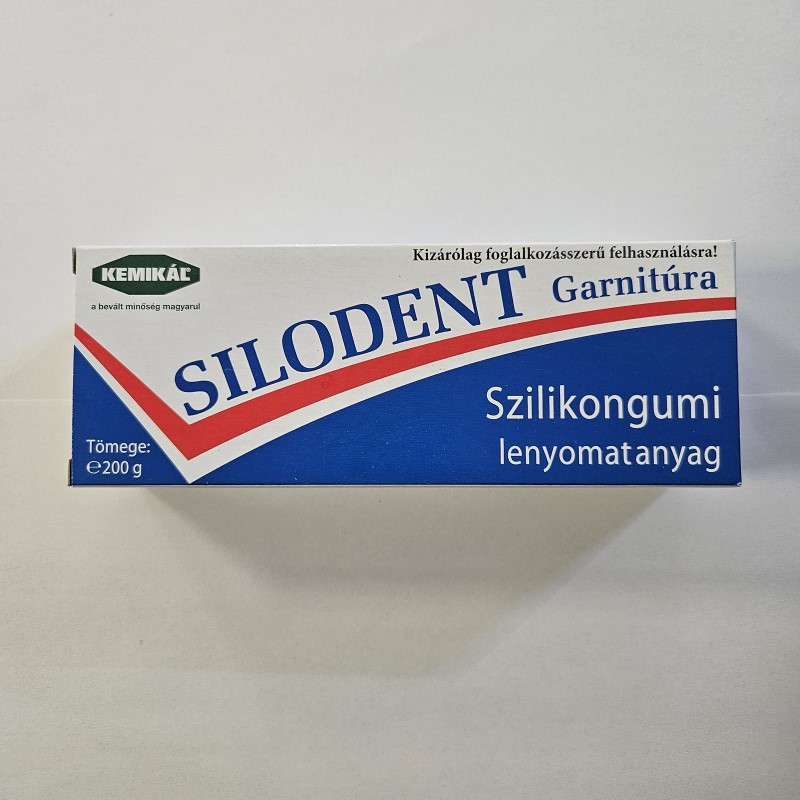 KEMIKÁL®
a bevált minőség magyarul
Kizárólag foglalkozásszerű felhasználásra!
SILODENT Garnitúra
Szilikongumi
lenyomatanyag
Tömege:
℮200 g